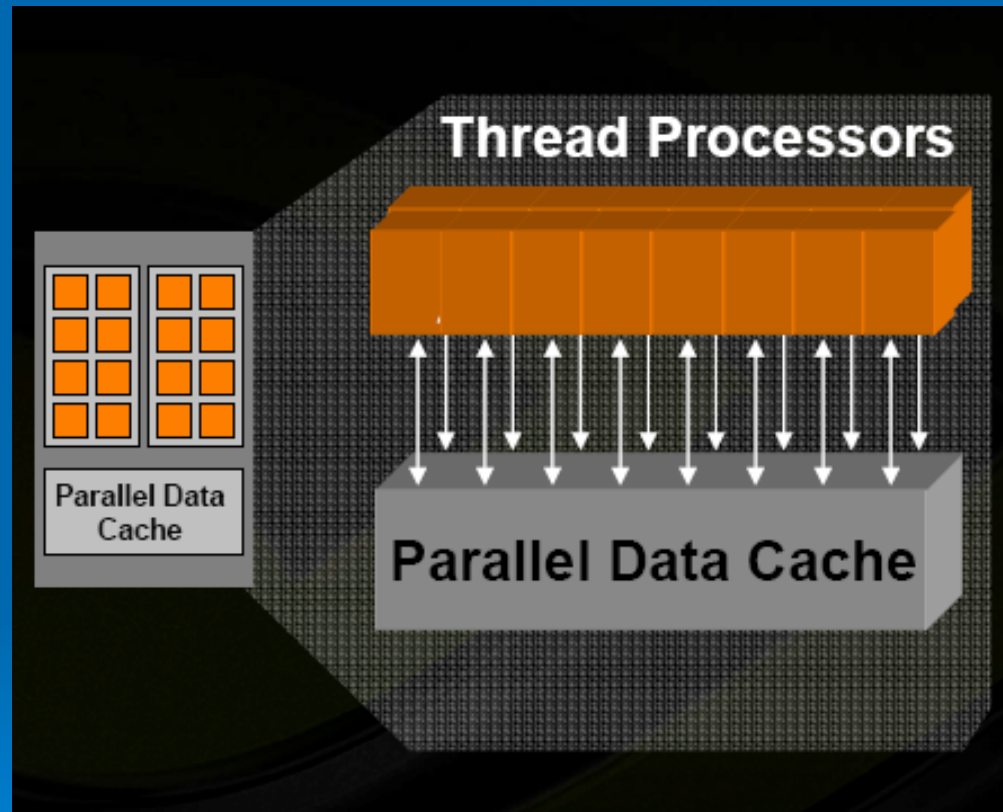 Thread Processors
Parallel Data
Cache
Parallel Data Cache